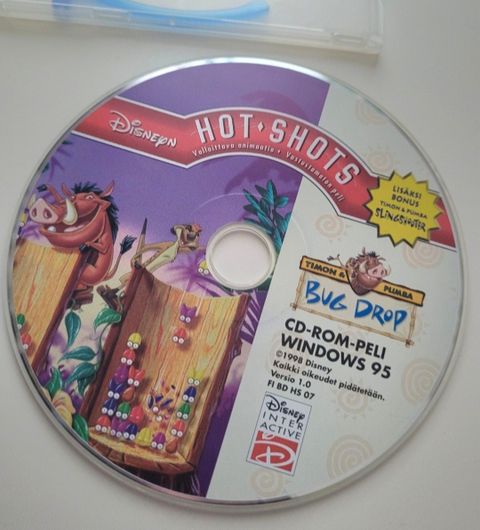 Disneyn
HOT • SHOTS
Valloittava animaatio • Vastustamaton peli
LISÄKSI
BONUS
TIMON & PUMBA
SLINGSHOOTER
TIMON &
PUMBA
BUG DROP
CD-ROM-PELI
WINDOWS 95
©1998 Disney
Kaikki oikeudet pidätetään.
Versio 1.0
FI BD HS 07
Disney
INTER
ACTIVE